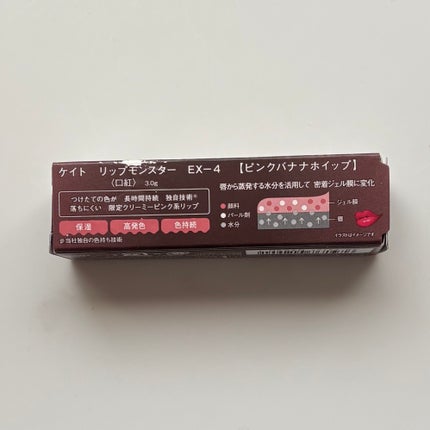 ケイト リップモンスター EX-4 【ピンクバナナホイップ】
〈口紅〉 3.0g
つけたての色が 長時間持続 独自技術※
落ちにくい 限定クリーミーピンク系リップ
保湿 高発色 色持続
※当社独自の色持ち技術
唇から蒸発する水分を活用して 密着ジェル膜に変化
顔料
パール剤
水分
ジェル膜
唇
イラストはイメージです